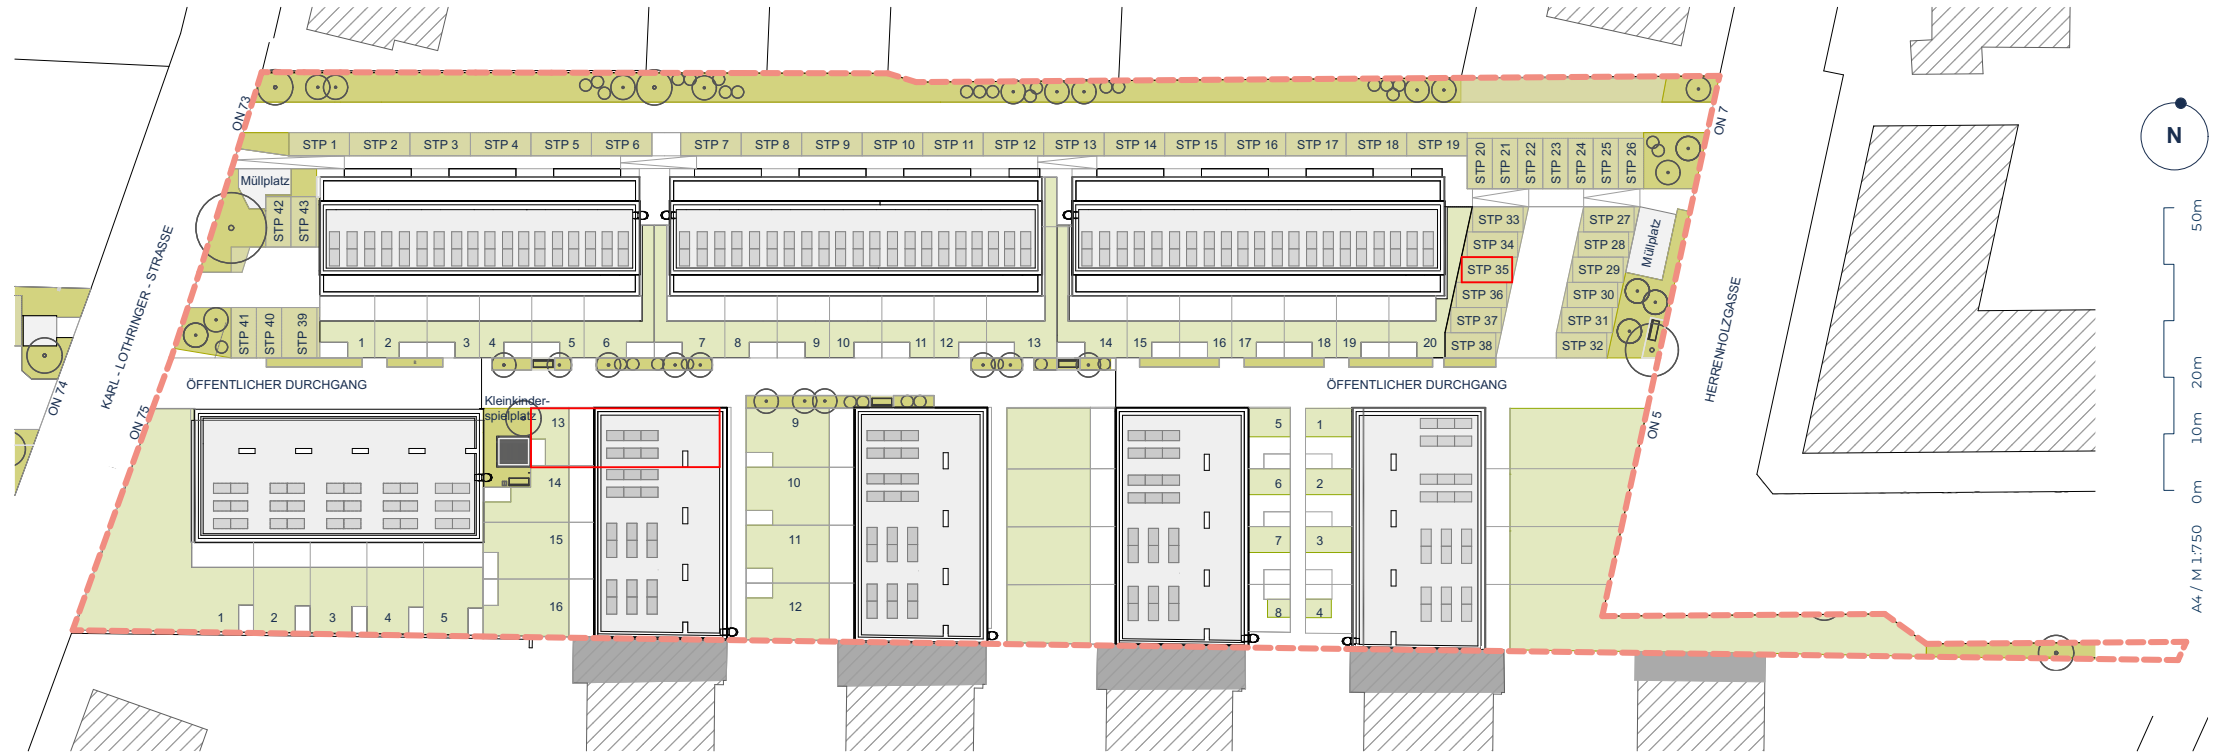 ON 73
ON 7
STP 1
STP 2
STP 3
STP 4
STP 5
STP 6
STP 7
STP 8
STP 9
STP 10
STP 11
STP 12
STP 13
STP 14
STP 15
STP 16
STP 17
STP 18
STP 19
STP 20
STP 21
STP 22
STP 23
STP 24
STP 25
STP 26
N
Müllplatz
STP 42
STP 43
STP 33
STP 34
STP 35
STP 36
STP 37
STP 38
STP 27
STP 28
STP 29
STP 30
STP 31
STP 32
Müllplatz
KARL - LOTHRINGER - STRASSE
HERRENHOLZGASSE
STP 41
STP 40
STP 39
1
2
3
4
5
6
7
8
9
10
11
12
13
14
15
16
17
18
19
20
ÖFFENTLICHER DURCHGANG
ÖFFENTLICHER DURCHGANG
ON 74
ON 75
ON 5
Kleinkinder-
spielplatz
13
14
15
16
9
10
11
12
5
6
7
8
1
2
3
4
1
2
3
4
5
50m
20m
10m
0m
A4 / M 1:750